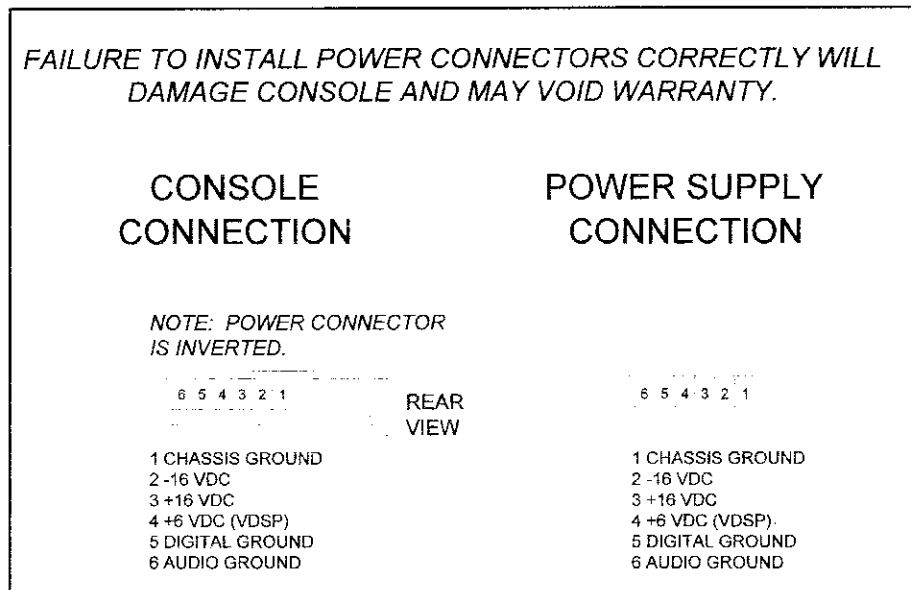 FAILURE TO INSTALL POWER CONNECTORS CORRECTLY WILL
DAMAGE CONSOLE AND MAY VOID WARRANTY.
CONSOLE
CONNECTION
POWER SUPPLY
CONNECTION
NOTE: POWER CONNECTOR
IS INVERTED.
6 5 4 3 2 1
REAR
VIEW
6 5 4 3 2 1
1 CHASSIS GROUND
2 -16 VDC
3 +16 VDC
4 +6 VDC (VDSP)
5 DIGITAL GROUND
6 AUDIO GROUND
1 CHASSIS GROUND
2 -16 VDC
3 +16 VDC
4 +6 VDC (VDSP)
5 DIGITAL GROUND
6 AUDIO GROUND